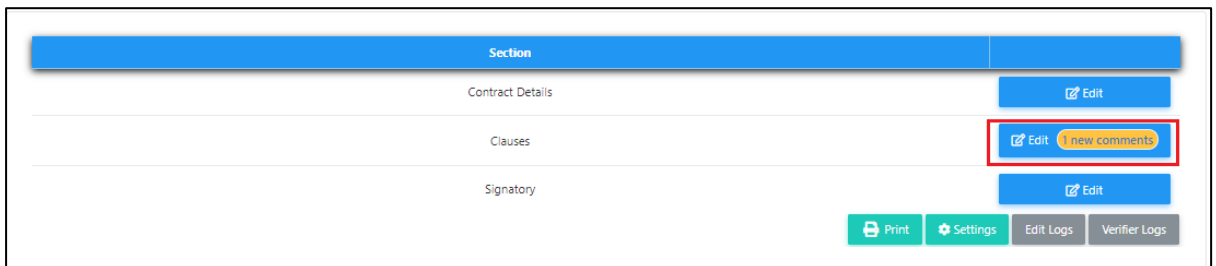 Section
Contract Details
Edit
Clauses
Edit 1 new comments
Signatory
Edit
Print Settings Edit Logs Verifier Logs